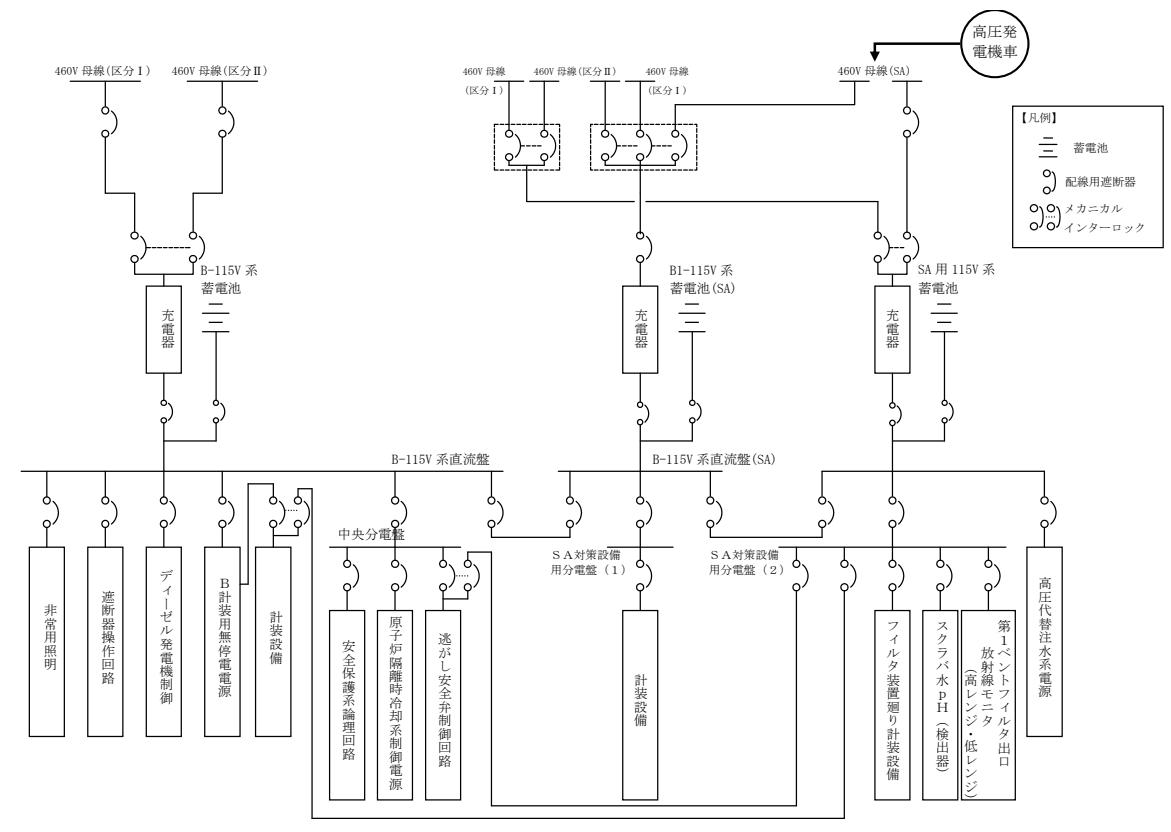 高圧発
電機車
460V 母線(区分Ⅰ)
460V 母線(区分Ⅱ)
460V 母線
(区分Ⅰ)
460V 母線(区分Ⅱ)
460V 母線
(区分Ⅰ)
460V 母線(SA)
【凡例】
蓄電池
配線用遮断器
メカニカル
インターロック
B-115V 系
蓄電池
充電器
B1-115V 系
蓄電池(SA)
充電器
SA 用 115V 系
蓄電池
充電器
B-115V 系直流盤
B-115V 系直流盤(SA)
中央分電盤
SA対策設備
用分電盤(1)
SA対策設備
用分電盤(2)
非常用照明
遮断器操作回路
ディーゼル発電機制御
B計装用無停電電源
計装設備
安全保護系論理回路
原子炉隔離時冷却系制御電源
逃がし安全弁制御回路
計装設備
フィルタ装置廻り計装設備
スクラバ水pH(検出器)
第1ベントフィルタ出口
放射線モニタ
(高レンジ・低レンジ)
高圧代替注水系電源